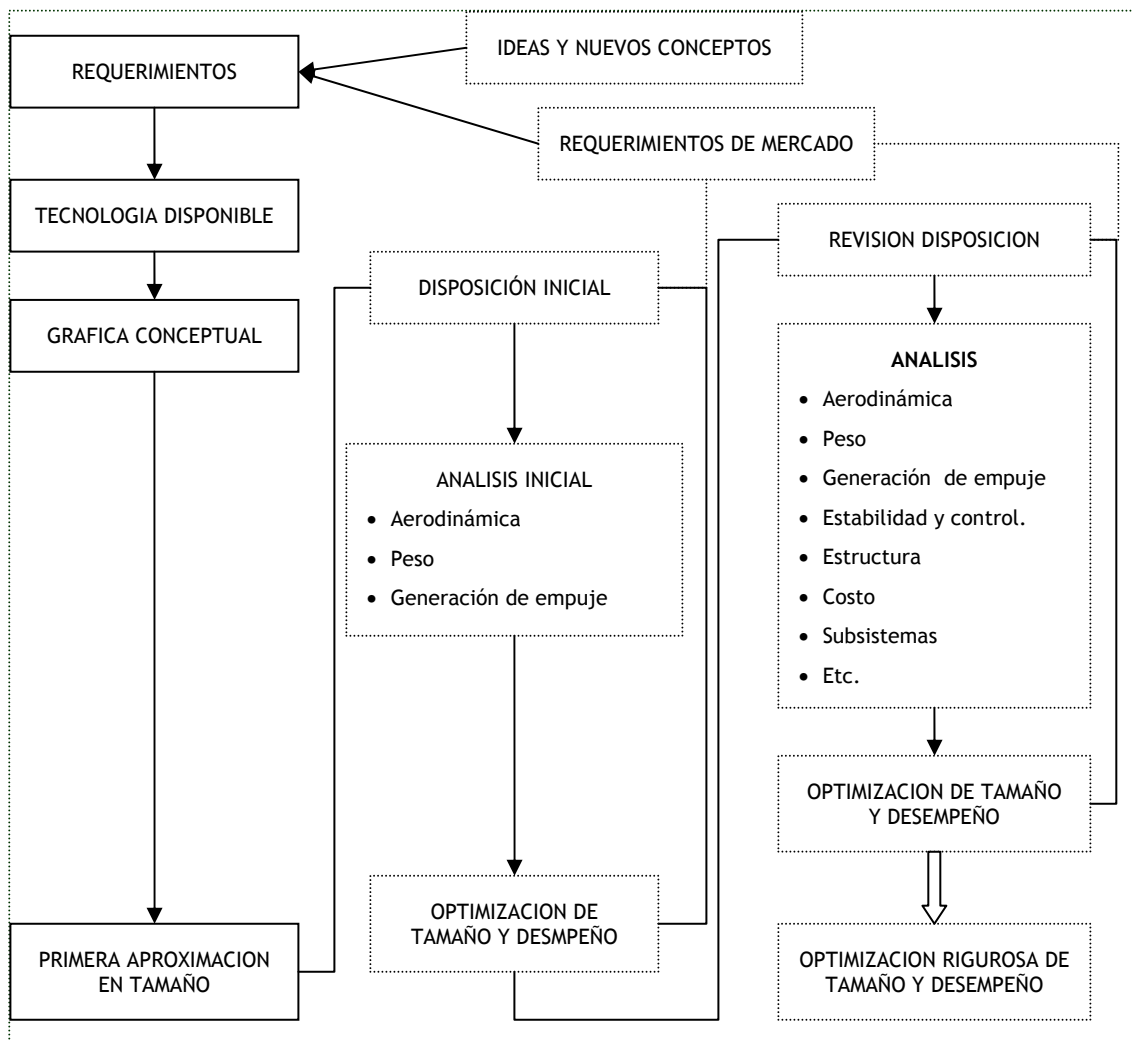 REQUERIMIENTOS
IDEAS Y NUEVOS CONCEPTOS
REQUERIMIENTOS DE MERCADO
TECNOLOGIA DISPONIBLE
GRAFICA CONCEPTUAL
PRIMERA APROXIMACION
EN TAMAÑO
DISPOSICIÓN INICIAL
ANALISIS INICIAL
• Aerodinámica
• Peso
• Generación de empuje
OPTIMIZACION DE
TAMAÑO Y DESMPEÑO
REVISION DISPOSICION
ANALISIS
• Aerodinámica
• Peso
• Generación de empuje
• Estabilidad y control.
• Estructura
• Costo
• Subsistemas
• Etc.
OPTIMIZACION DE TAMAÑO
Y DESEMPEÑO
OPTIMIZACION RIGUROSA DE
TAMAÑO Y DESEMPEÑO